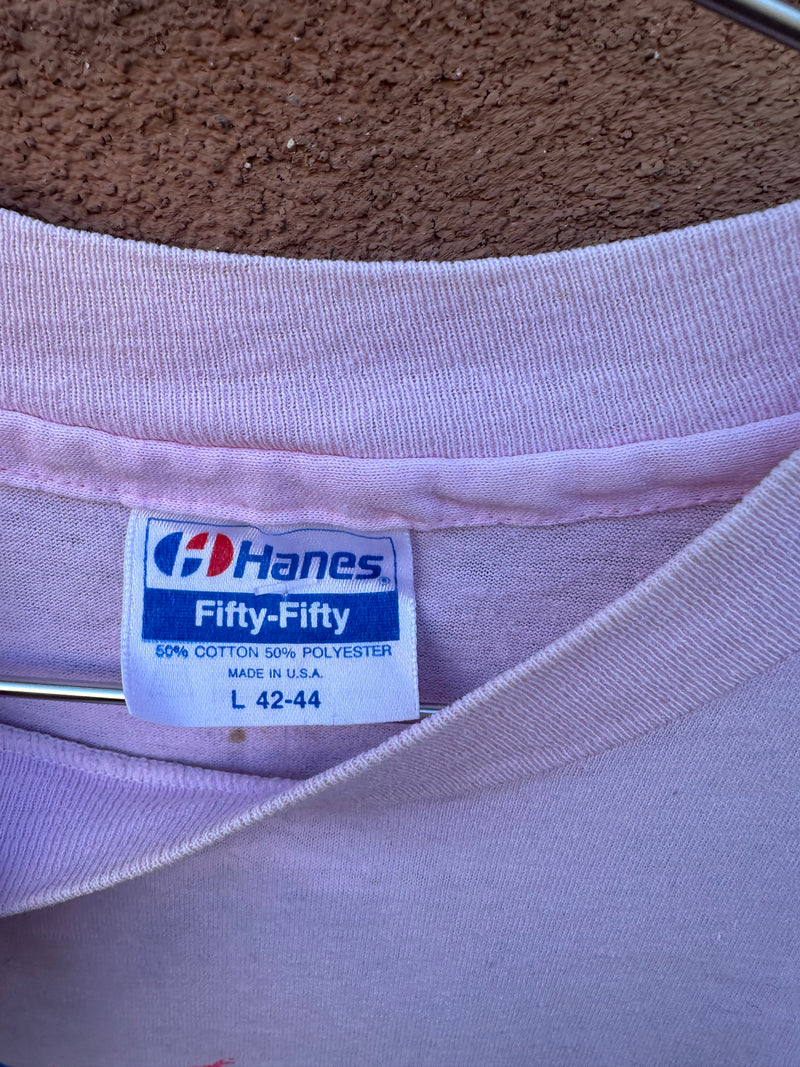 Hanes
Fifty-Fifty
50% COTTON 50% POLYESTER
MADE IN U.S.A.
L 42-44